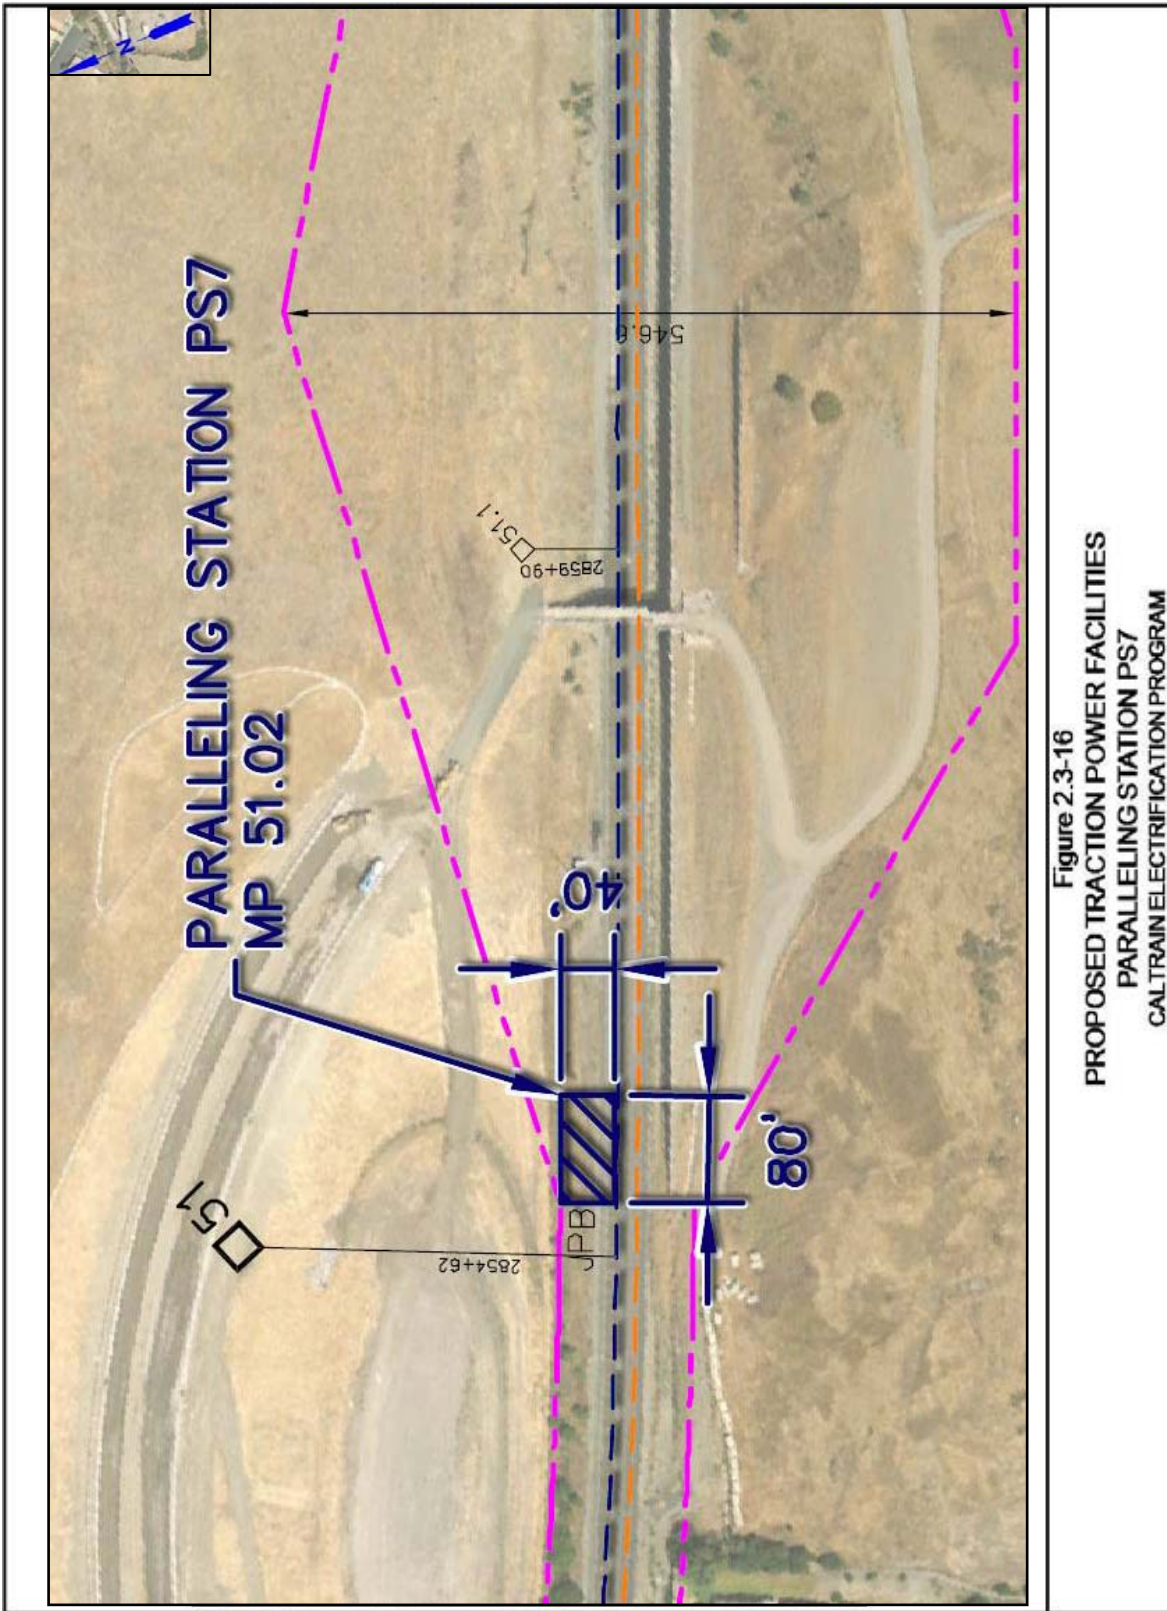 N
PARALLELING STATION PS7
MP 51.02
546.6
51.1
2859+90
40'
80'
51
2854+62
JPB
Figure 2.3-16
PROPOSED TRACTION POWER FACILITIES
PARALLELING STATION PS7
CALTRAIN ELECTRIFICATION PROGRAM